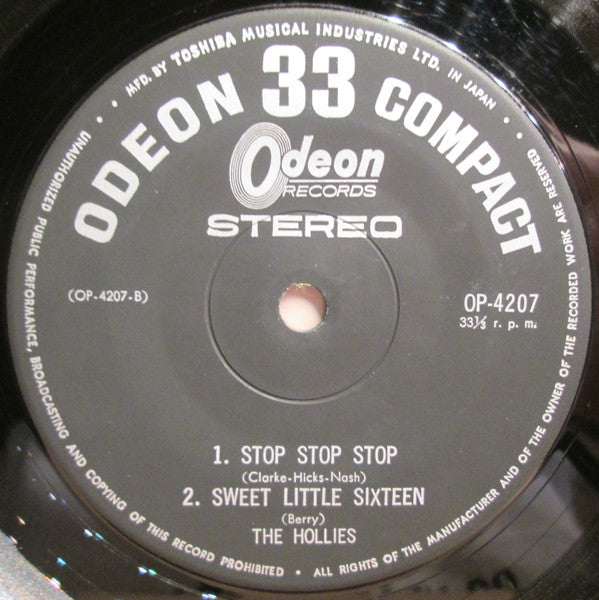 • MFD. BY TOSHIBA MUSICAL INDUSTRIES LTD. IN JAPAN •
ODEON 33 COMPACT
Odeon
RECORDS
STEREO
(OP-4207-B)
OP-4207
33⅓ r. p. m.
1. STOP STOP STOP
(Clarke-Hicks-Nash)
2. SWEET LITTLE SIXTEEN
(Berry)
THE HOLLIES
• UNAUTHORIZED PUBLIC PERFORMANCE, BROADCASTING AND COPYING OF THIS RECORD PROHIBITED • ALL RIGHTS OF THE MANUFACTURER AND OF THE OWNER OF THE RECORDED WORK ARE RESERVED •